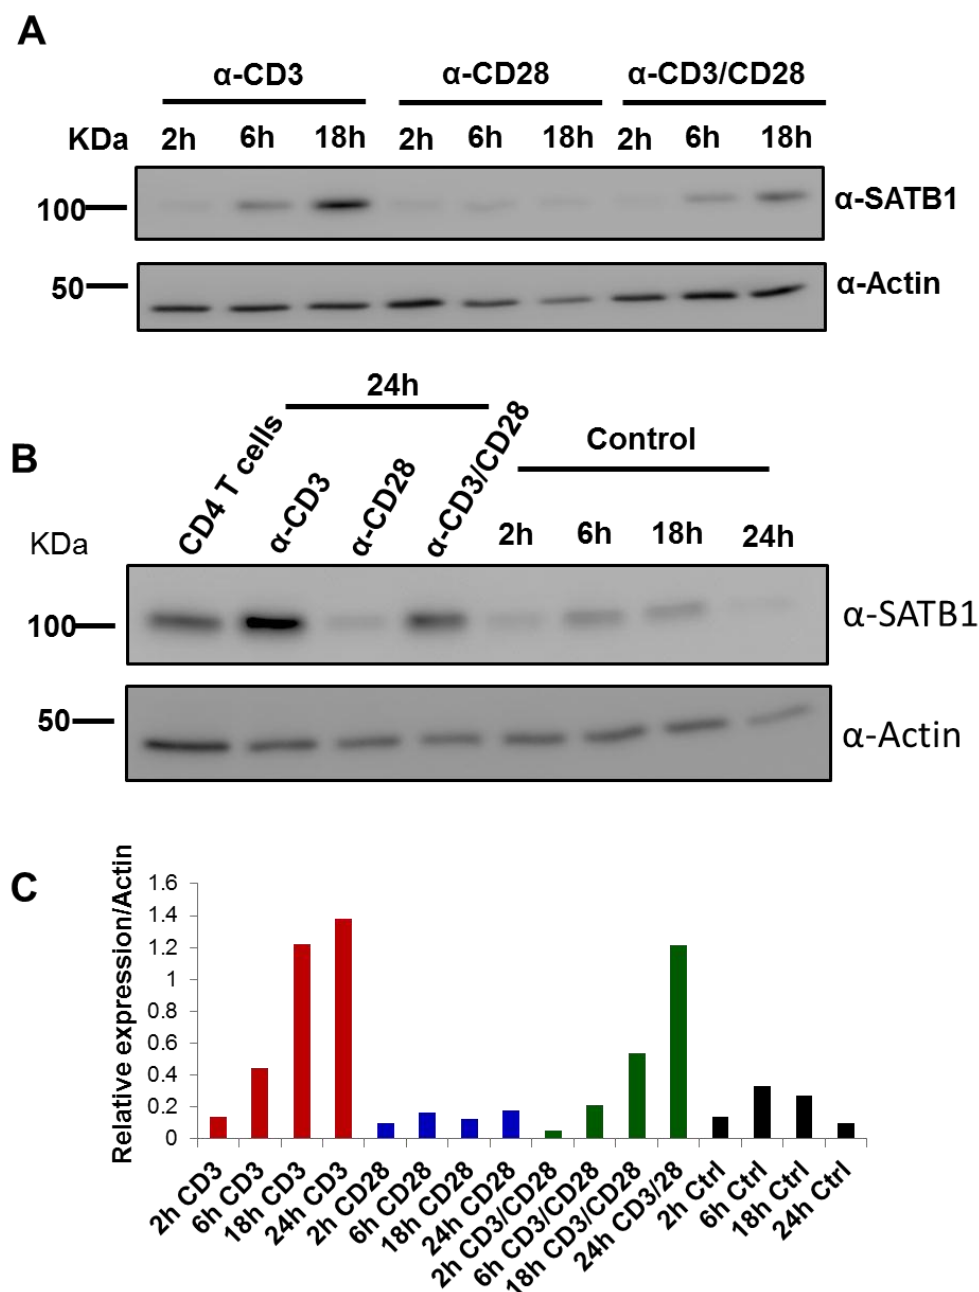 A
α-CD3 α-CD28 α-CD3/CD28
KDa 2h 6h 18h 2h 6h 18h 2h 6h 18h
100 α-SATB1
50 α-Actin
24h
B
CD4 T cells α-CD3 α-CD28 α-CD3/CD28 Control
KDa 2h 6h 18h 24h
100 α-SATB1
50 α-Actin
C
Relative expression/Actin
1.6
1.4
1.2
1
0.8
0.6
0.4
0.2
0
2h CD3 6h CD3 18h CD3 24h CD3 2h CD28 6h CD28 18h CD28 24h CD28 2h CD3/CD28 6h CD3/CD28 18h CD3/CD28 24h CD3/28 2h Ctrl 6h Ctrl 18h Ctrl 24h Ctrl